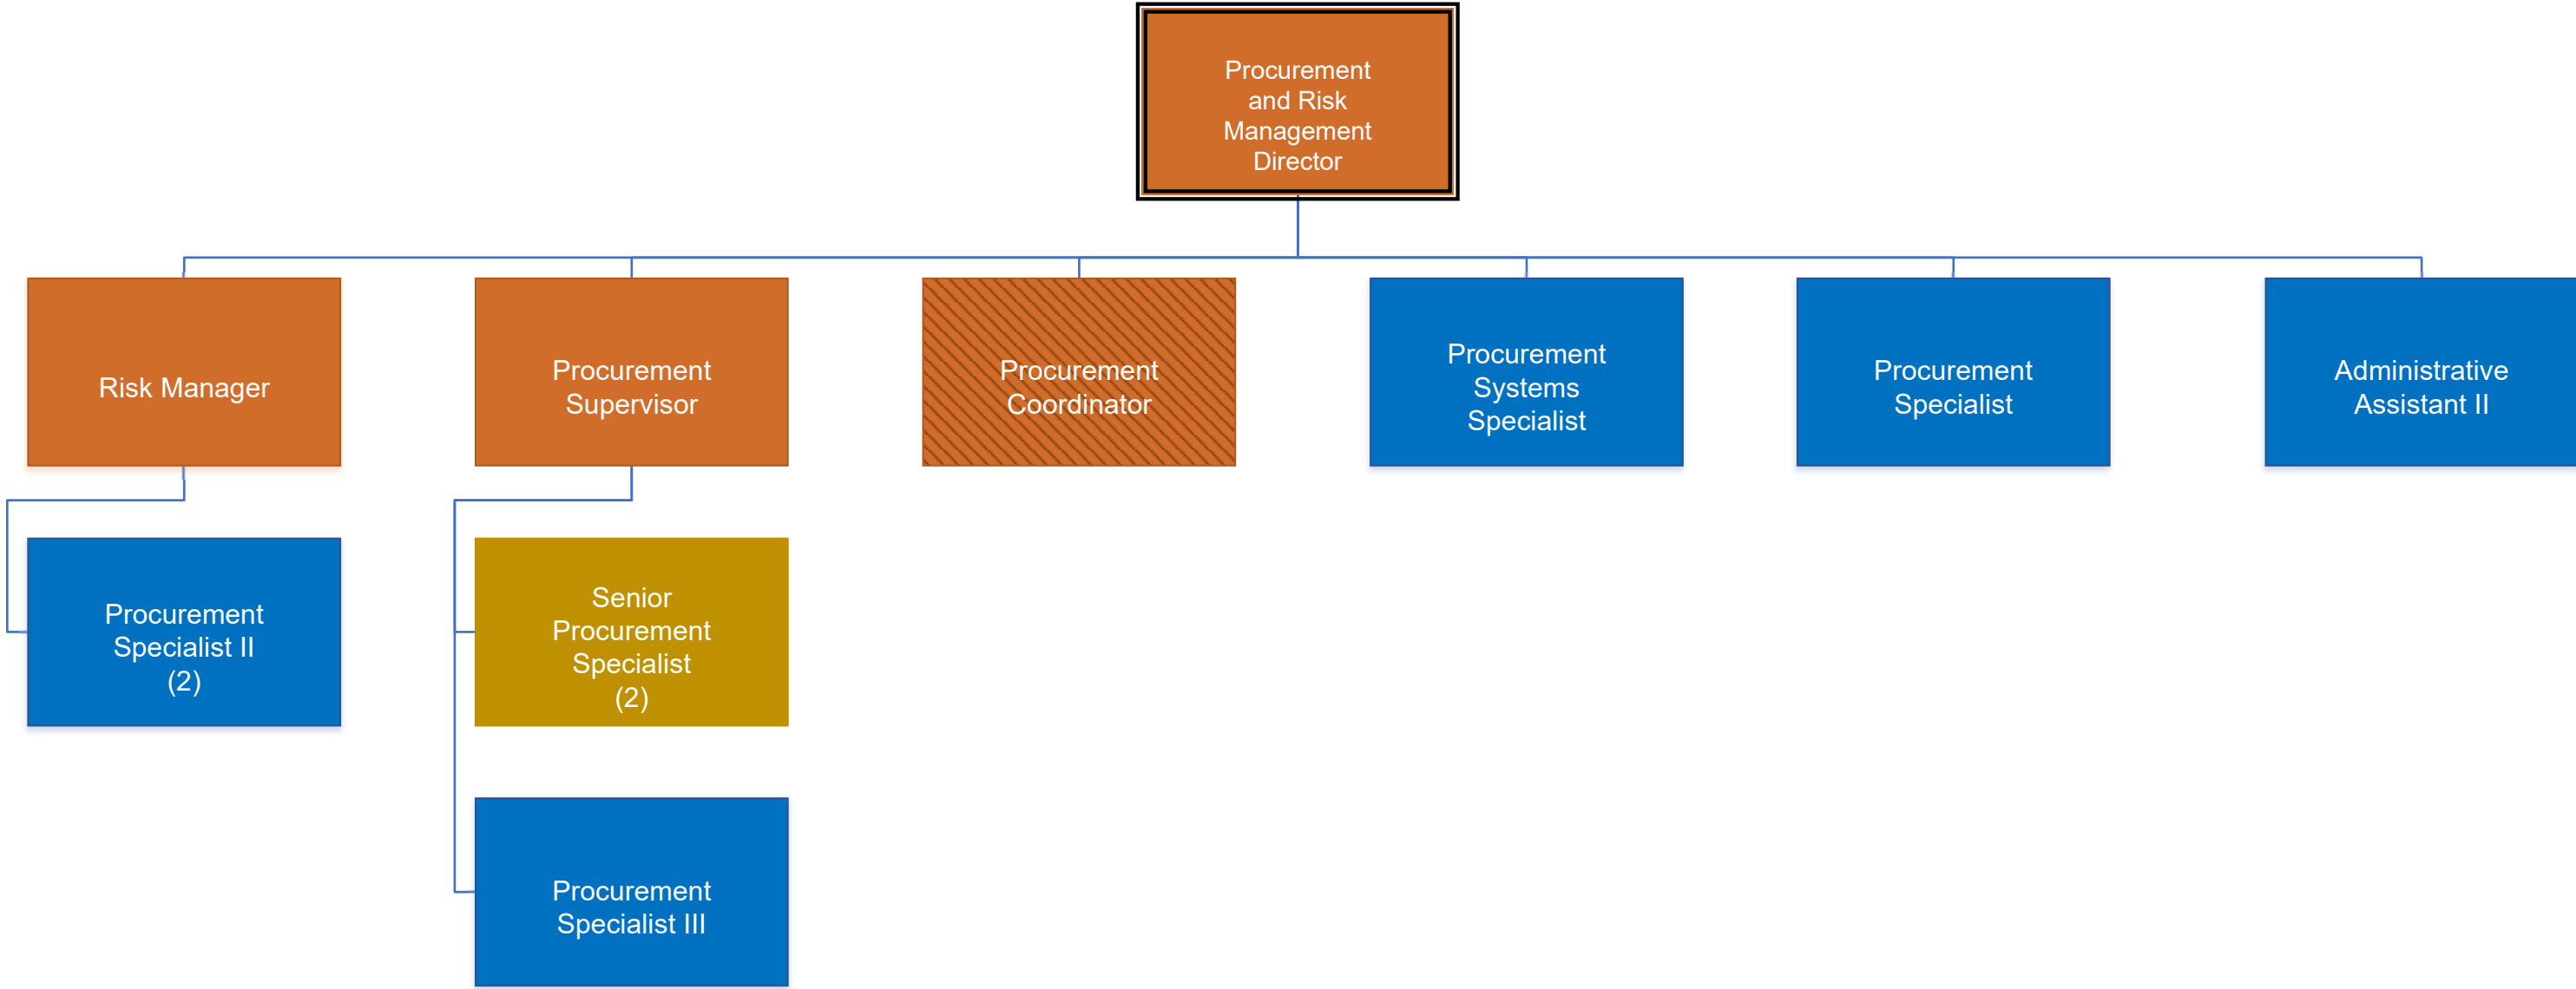 Procurement
and Risk
Management
Director
Risk Manager
Procurement
Supervisor
Procurement
Coordinator
Procurement
Systems
Specialist
Procurement
Specialist
Administrative
Assistant II
Procurement
Specialist II
(2)
Senior
Procurement
Specialist
(2)
Procurement
Specialist III